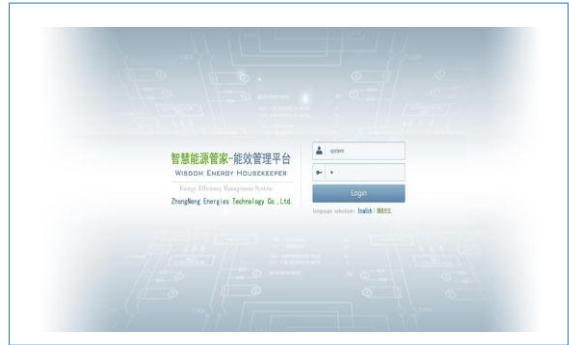 智慧能源管家-能效管理平台
WISDOM ENERGY HOUSEKEEPER
Energy Efficiency Management System
ZhongNeng Energies Technology Co.,Ltd.
system
Login
language selection: English |